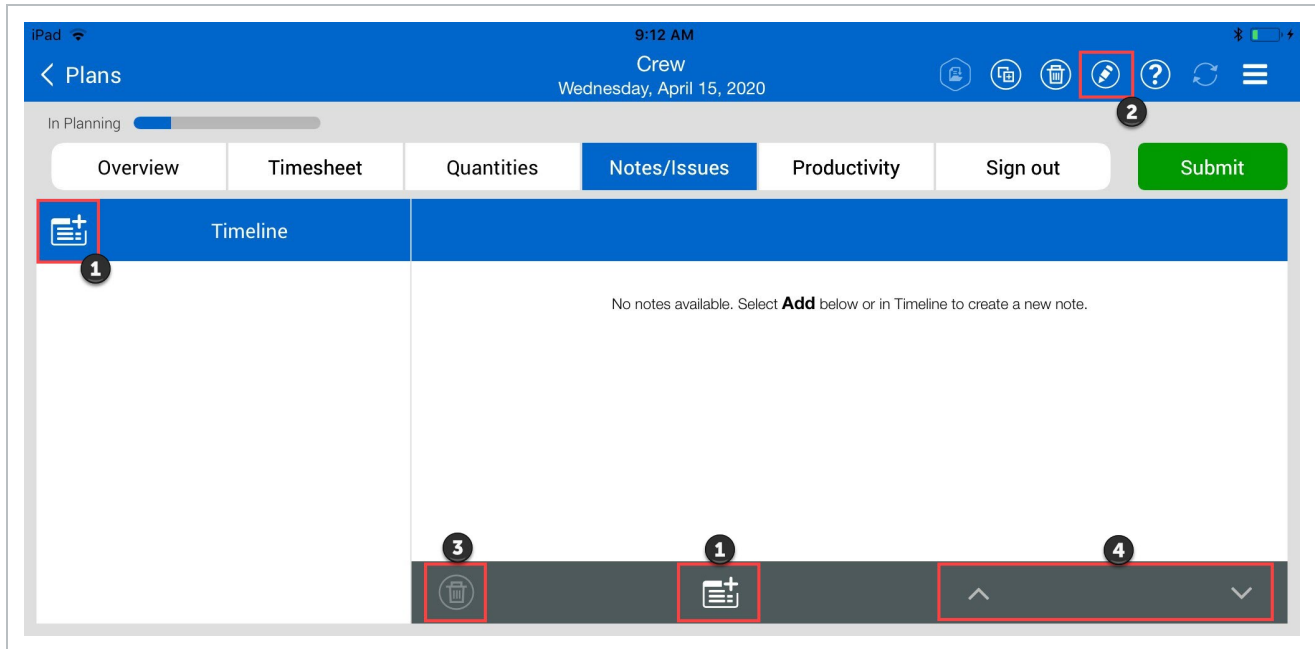 iPad 9:12 AM
Plans
Crew
Wednesday, April 15, 2020
2
In Planning
Overview Timesheet Quantities Notes/Issues Productivity Sign out Submit
Timeline
1
No notes available. Select Add below or in Timeline to create a new note.
3 1 4